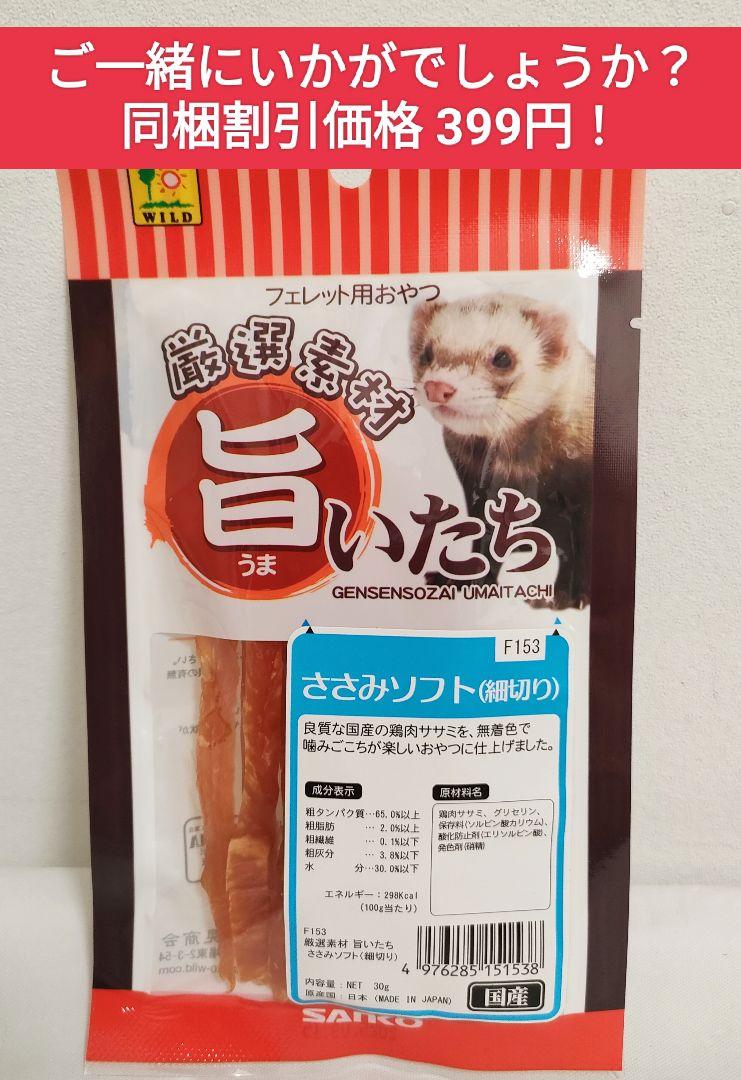 ご一緒にいかがでしょうか？
同梱割引価格 399円！
WILD
フェレット用おやつ
厳選素材
旨いたち
うま
GENSENSOZAI UMAITACHI
F153
ささみソフト(細切り)
良質な国産の鶏肉ササミを、無着色で
噛みごこちが楽しいおやつに仕上げました。
成分表示
粗タンパク質…65.0%以上
粗脂肪 … 2.0%以上
粗繊維 … 0.1%以下
粗灰分 … 3.8%以下
水 分…30.0%以下
エネルギー：298Kcal
(100g当たり)
原材料名
鶏肉ササミ、グリセリン、
保存料(ソルビン酸カリウム)、
酸化防止剤(エリソルビン酸)、
発色剤(硝精)
F153
厳選素材 旨いたち
ささみソフト(細切り)
4 976285 151538
内容量：NET 30g
原産国：日本 (MADE IN JAPAN)
国産
SANKO